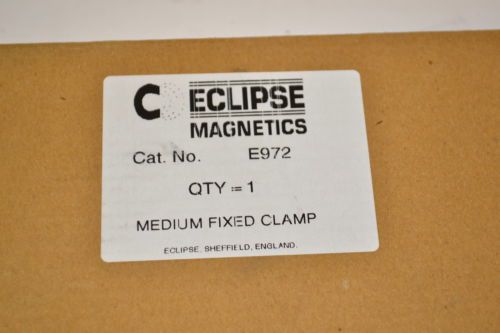 ECLIPSE
MAGNETICS
Cat. No. E972
QTY := 1
MEDIUM FIXED CLAMP
ECLIPSE, SHEFFIELD, ENGLAND.